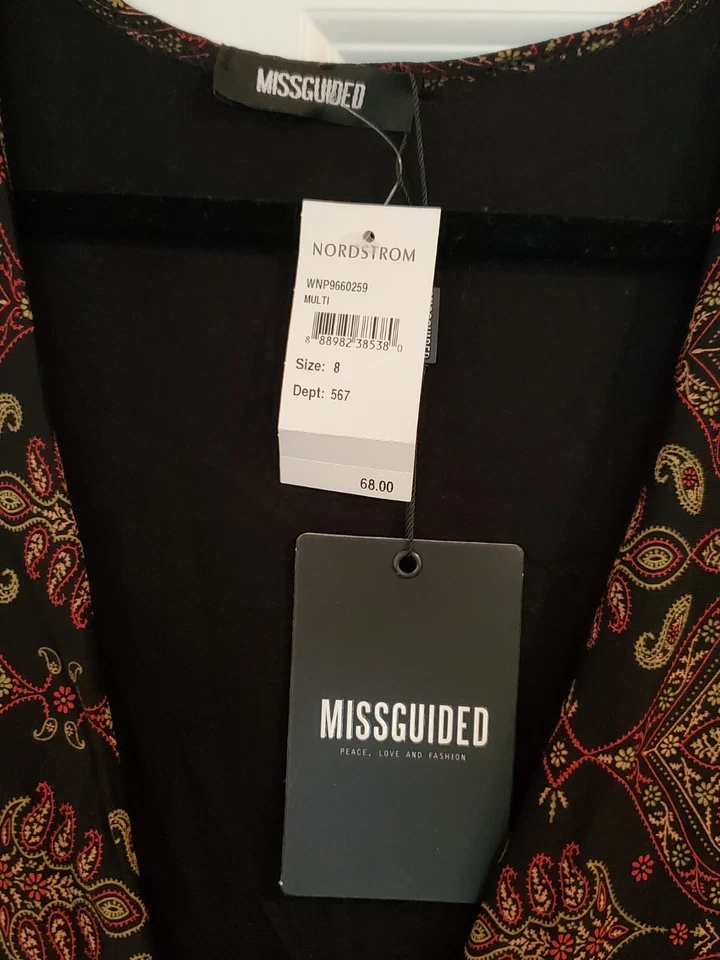 MISSGUIDED
NORDSTROM
WNP9660259
MULTI
8 88982 38538 0
Size: 8
Dept: 567
68.00
MISSGUIDED
MISSGUIDED
PEACE, LOVE AND FASHION